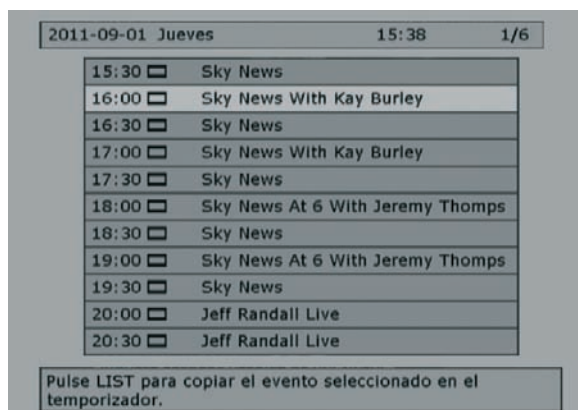 2011-09-01 Jueves 15:38 1/6
15:30 Sky News
16:00 Sky News With Kay Burley
16:30 Sky News
17:00 Sky News With Kay Burley
17:30 Sky News
18:00 Sky News At 6 With Jeremy Thomps
18:30 Sky News
19:00 Sky News At 6 With Jeremy Thomps
19:30 Sky News
20:00 Jeff Randall Live
20:30 Jeff Randall Live
Pulse LIST para copiar el evento seleccionado en el
temporizador.